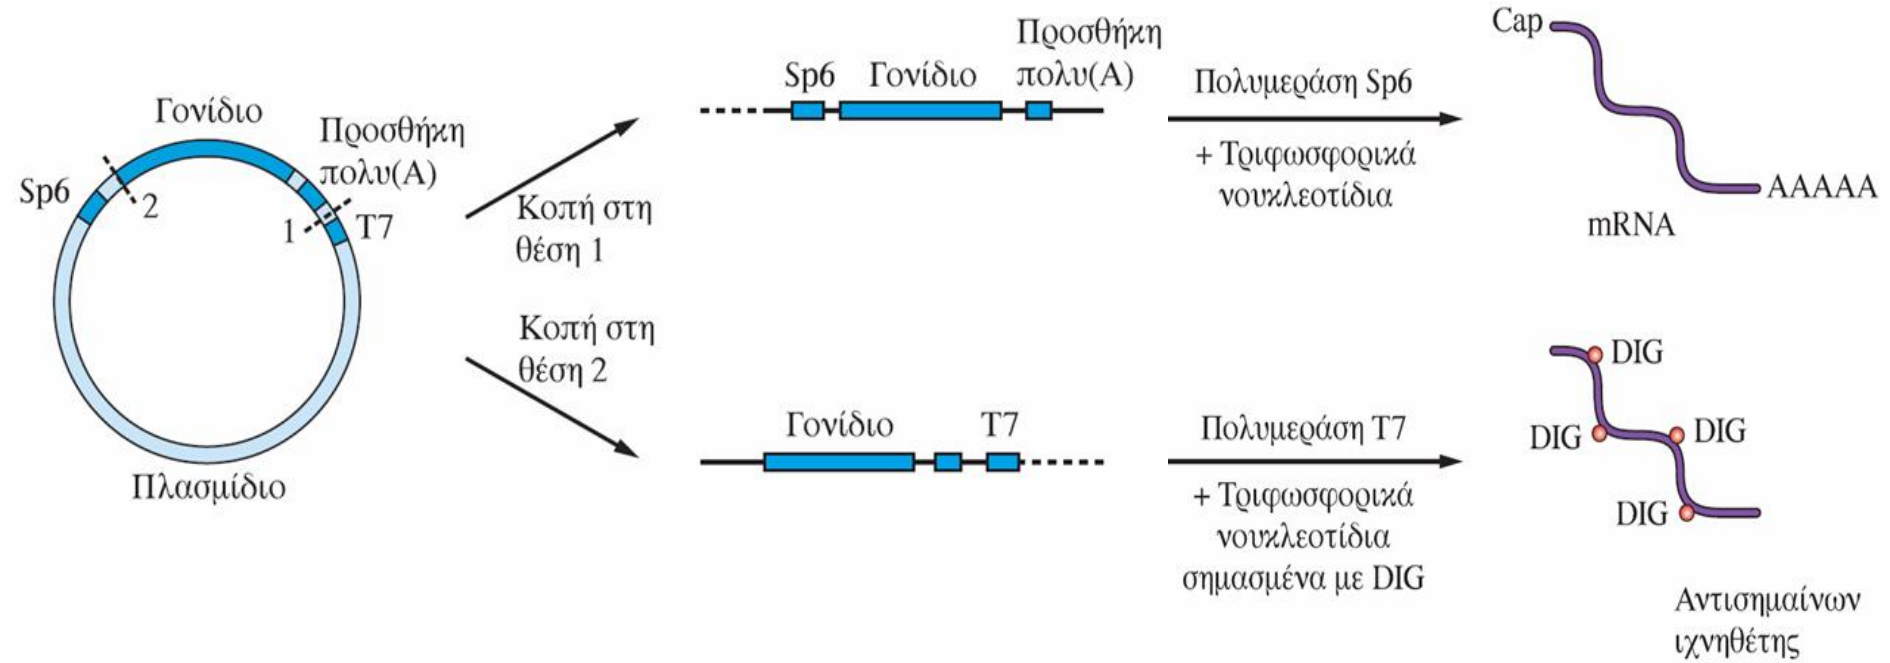 Γονίδιο
Προσθήκη
πολυ(Α)
Sp6
2
1
T7
Πλασμίδιο
Κοπή στη
θέση 1
Κοπή στη
θέση 2
Sp6
Γονίδιο
Προσθήκη
πολυ(Α)
Πολυμεράση Sp6
+ Τριφωσφορικά
νουκλεοτίδια
Cap
AAAAA
mRNA
Γονίδιο
T7
Πολυμεράση T7
+ Τριφωσφορικά
νουκλεοτίδια
σημασμένα με DIG
DIG
DIG
DIG
DIG
Αντισημαίνων
ιχνηθέτης